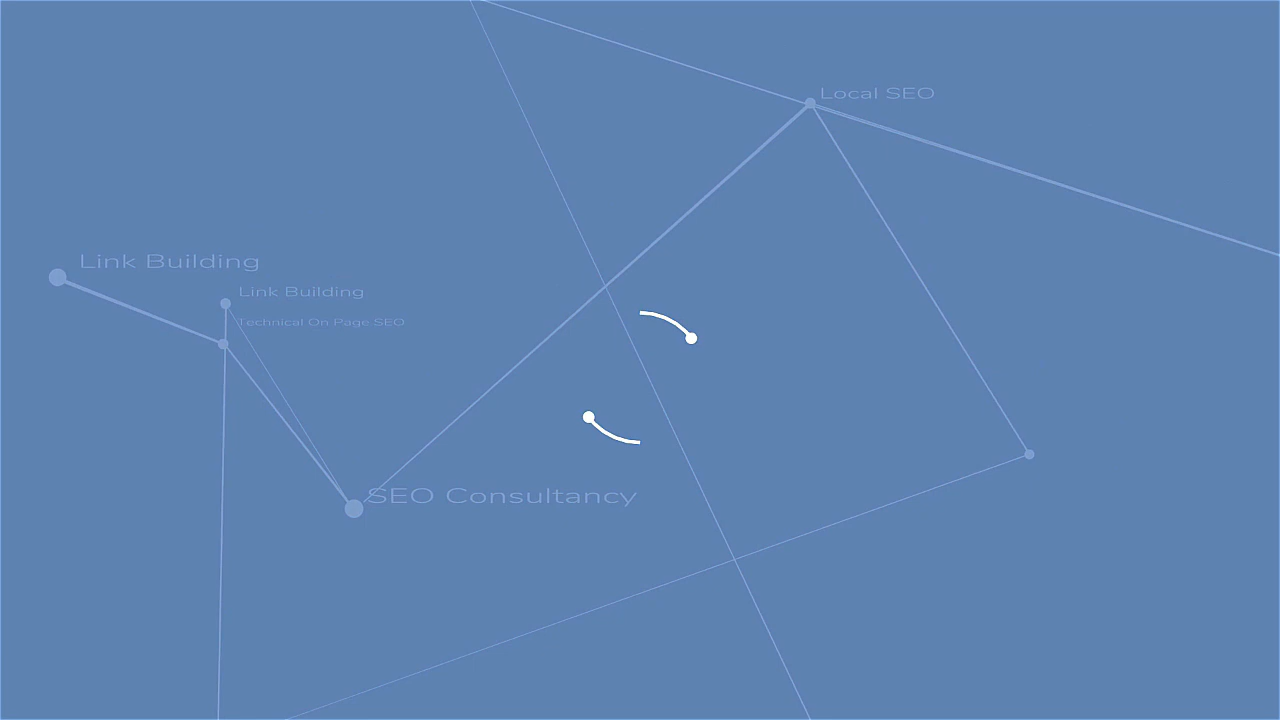 Local SEO
Link Building
Link Building
Technical On Page SEO
SEO Consultancy